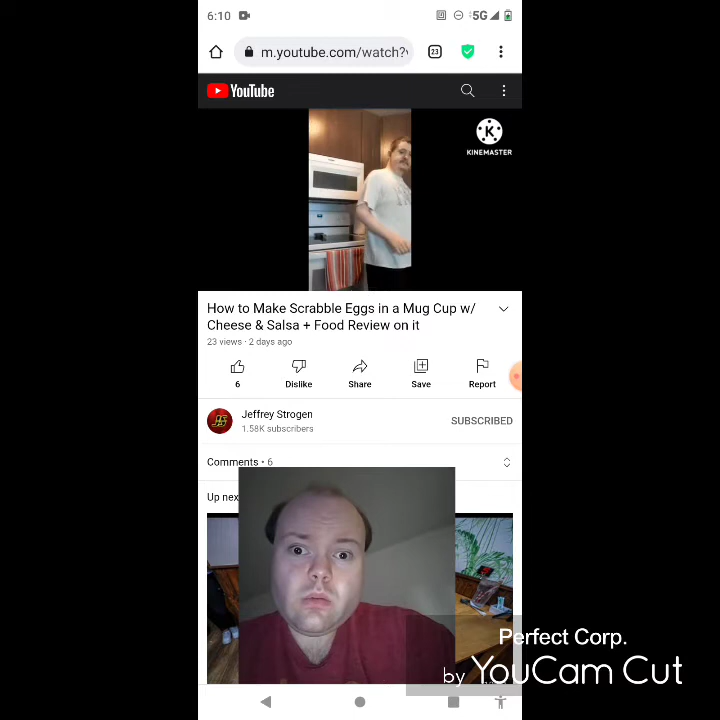 6:10
5G
m.youtube.com/watch?v
23
YouTube
K
KINEMASTER
How to Make Scrabble Eggs in a Mug Cup w/
Cheese & Salsa + Food Review on it
23 views · 2 days ago
6
Dislike
Share
Save
Report
Jeffrey Strogen
1.58K subscribers
SUBSCRIBED
Comments • 6
Up nex
Perfect Corp.
by YouCam Cut